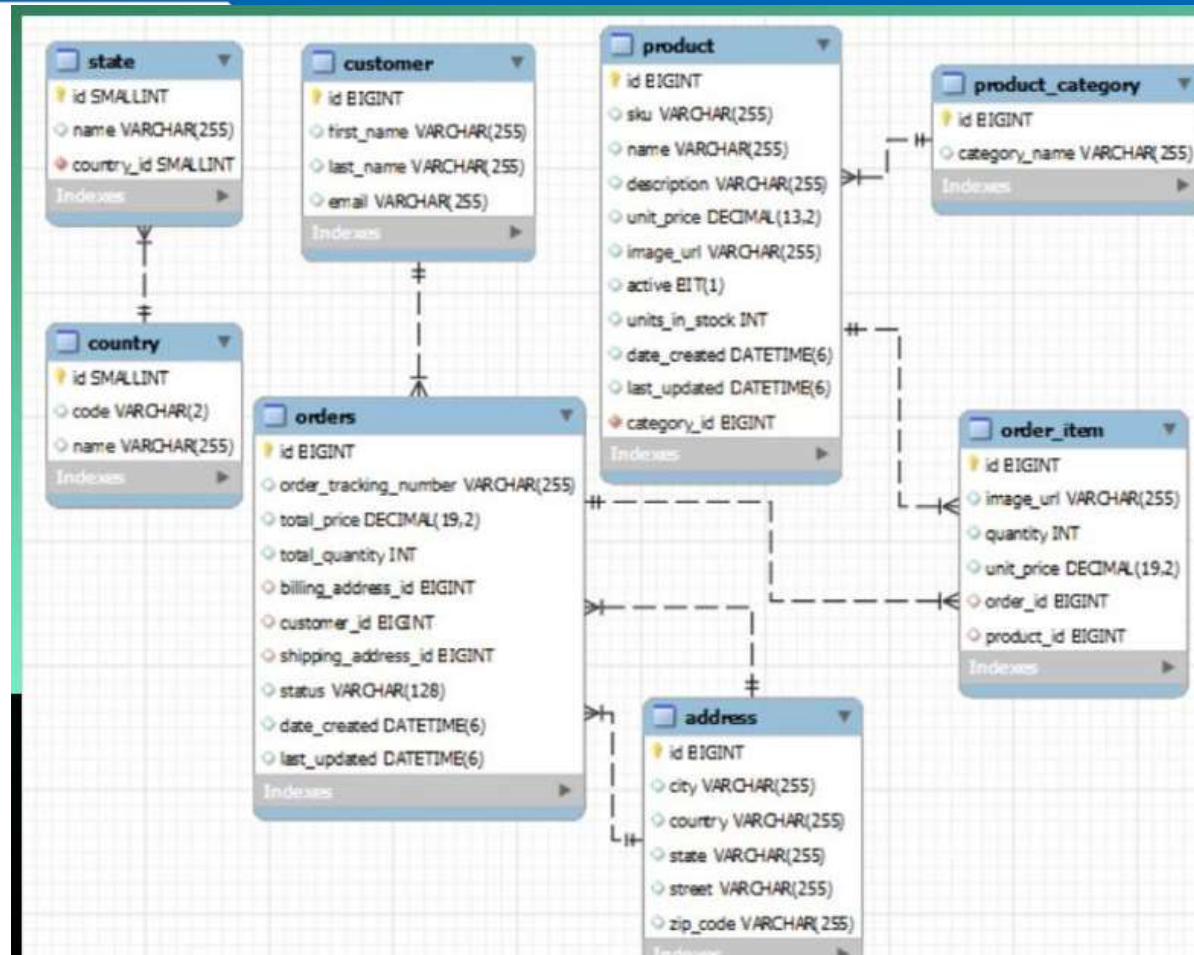 state
id SMALLINT
name VARCHAR(255)
country_id SMALLINT
Indexes
customer
id BIGINT
first_name VARCHAR(255)
last_name VARCHAR(255)
email VARCHAR(255)
Indexes
product
id BIGINT
sku VARCHAR(255)
name VARCHAR(255)
description VARCHAR(255)
unit_price DECIMAL(13,2)
image_url VARCHAR(255)
active BIT(1)
units_in_stock INT
date_created DATETIME(6)
last_updated DATETIME(6)
category_id BIGINT
Indexes
product_category
id BIGINT
category_name VARCHAR(255)
Indexes
country
id SMALLINT
code VARCHAR(2)
name VARCHAR(255)
Indexes
orders
id BIGINT
order_tracking_number VARCHAR(255)
total_price DECIMAL(19,2)
total_quantity INT
billing_address_id BIGINT
customer_id BIGINT
shipping_address_id BIGINT
status VARCHAR(128)
date_created DATETIME(6)
last_updated DATETIME(6)
Indexes
order_item
id BIGINT
image_url VARCHAR(255)
quantity INT
unit_price DECIMAL(19,2)
order_id BIGINT
product_id BIGINT
Indexes
address
id BIGINT
city VARCHAR(255)
country VARCHAR(255)
state VARCHAR(255)
street VARCHAR(255)
zip_code VARCHAR(255)
Indexes